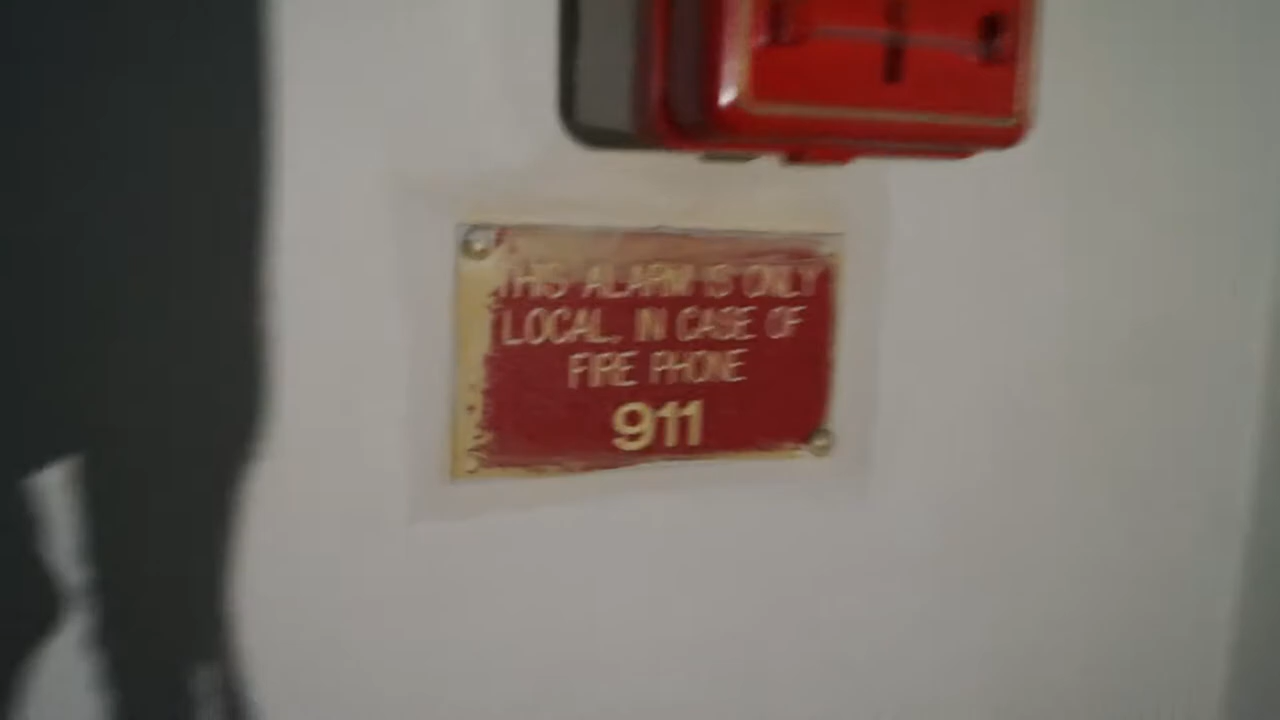 THIS ALARM IS ONLY
LOCAL. IN CASE OF
FIRE PHONE
911